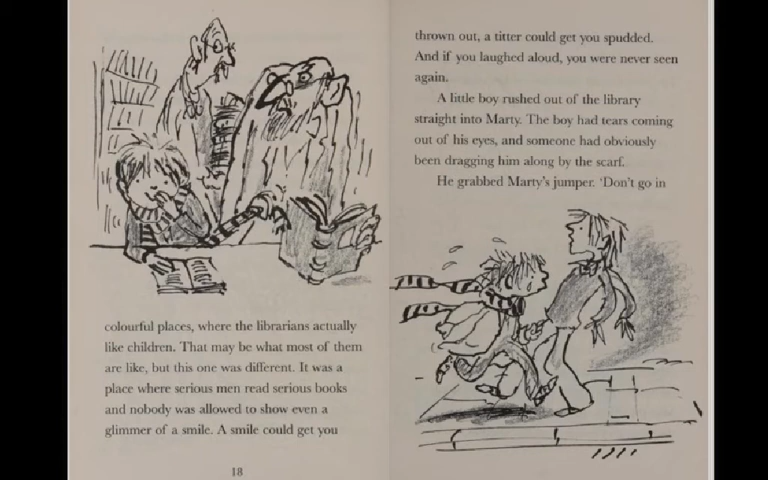 colourful places, where the librarians actually
like children. That may be what most of them
are like, but this one was different. It was a
place where serious men read serious books
and nobody was allowed to show even a
glimmer of a smile. A smile could get you
18
thrown out, a titter could get you spudded.
And if you laughed aloud, you were never seen
again.
A little boy rushed out of the library
straight into Marty. The boy had tears coming
out of his eyes, and someone had obviously
been dragging him along by the scarf.
He grabbed Marty's jumper. 'Don't go in